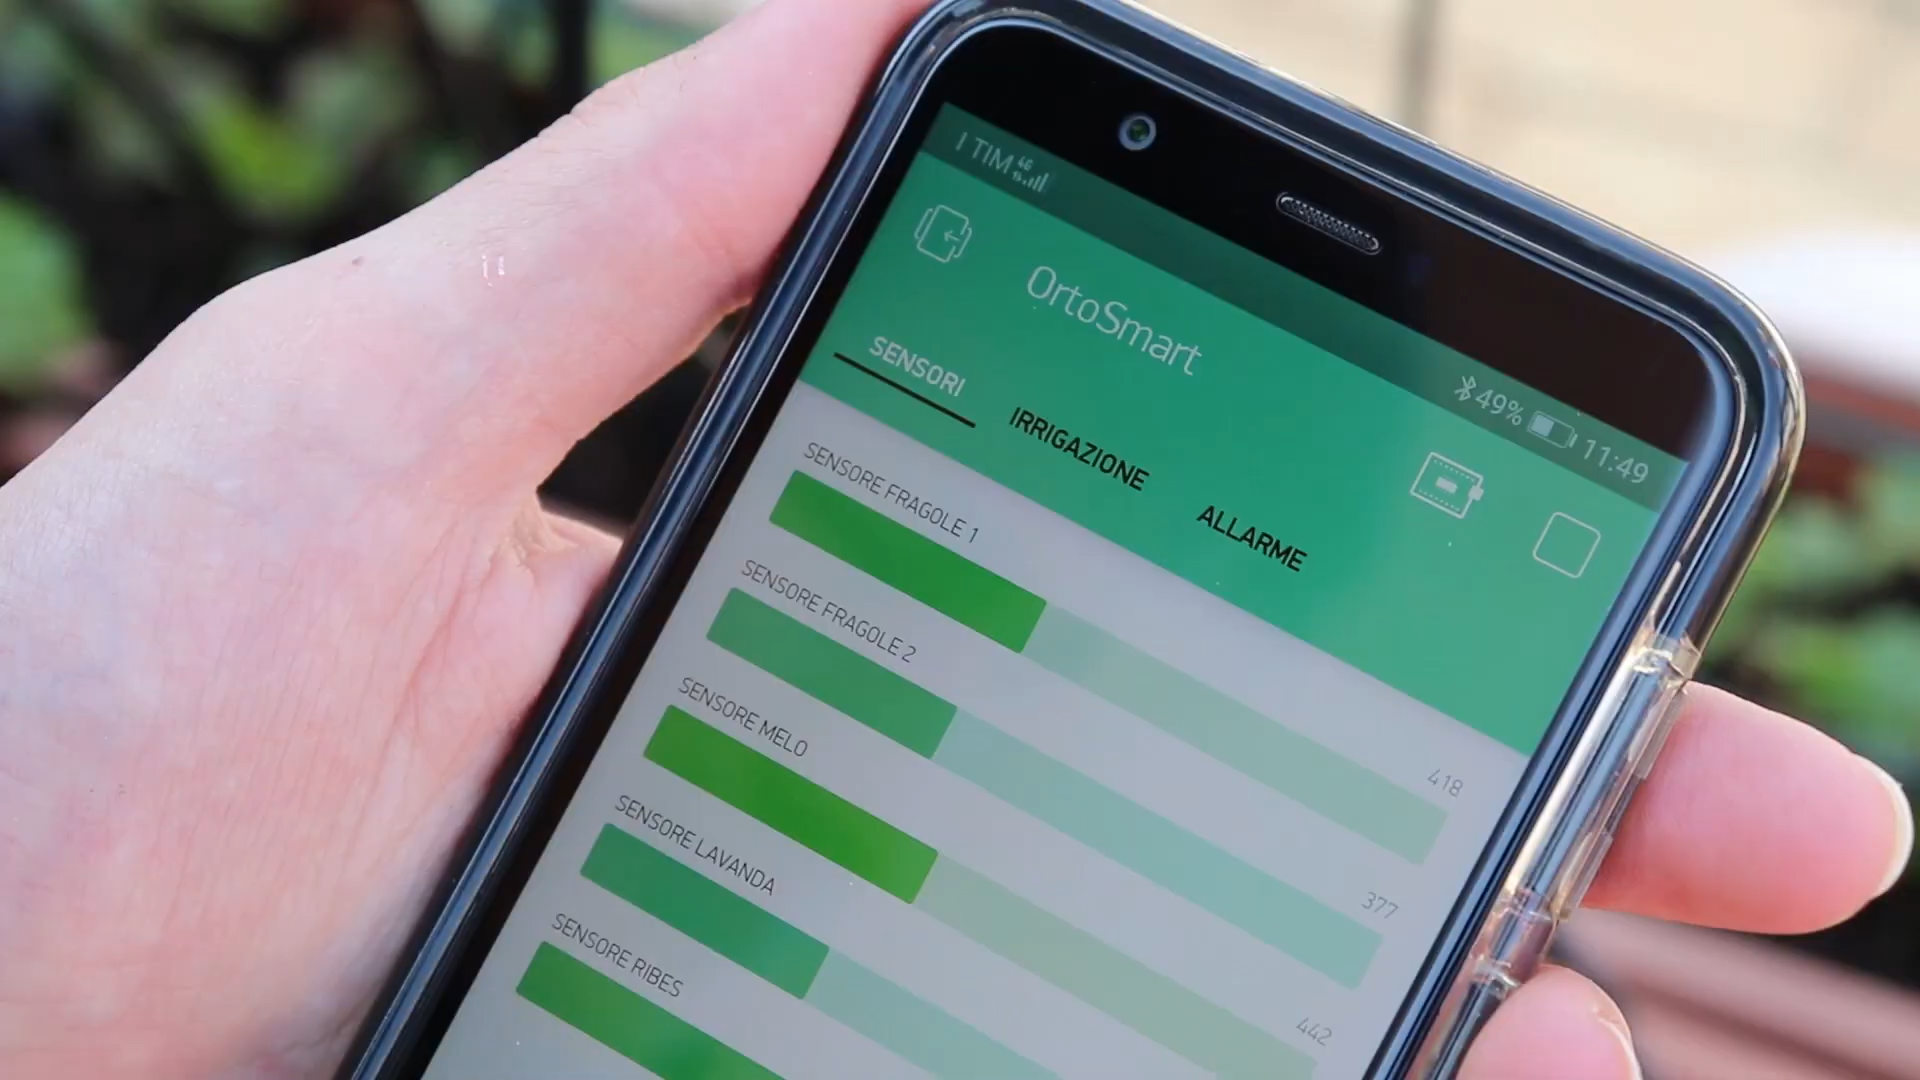 I TIM 4G
49% 11:49
OrtoSmart
SENSORI IRRIGAZIONE ALLARME
SENSORE FRAGOLE 1
418
SENSORE FRAGOLE 2
377
SENSORE MELO
442
SENSORE LAVANDA
SENSORE RIBES